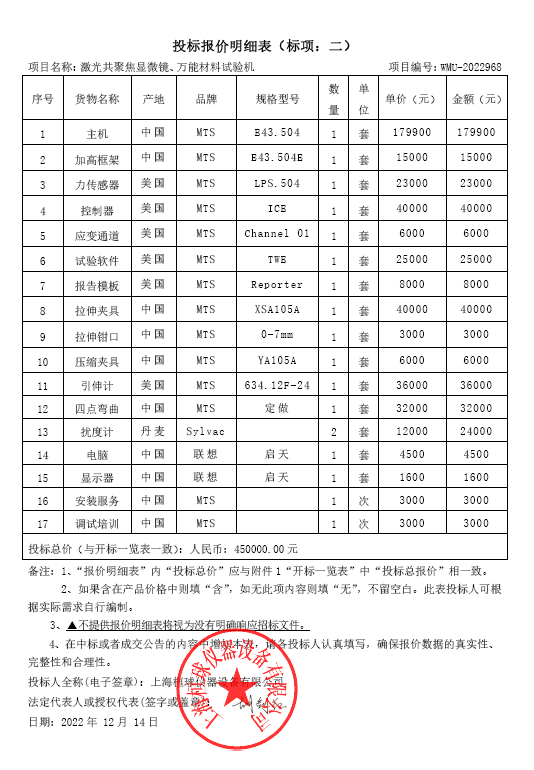 投标报价明细表（标项：二）
项目名称：激光共聚焦显微镜、万能材料试验机 项目编号：WMU-2022968
序号 货物名称 产地 品牌 规格型号 数量 单位 单价（元） 金额（元）
1 主机 中国 MTS E43.504 1 套 179900 179900
2 加高框架 中国 MTS E43.504E 1 套 15000 15000
3 力传感器 美国 MTS LPS.504 1 套 23000 23000
4 控制器 美国 MTS ICE 1 套 40000 40000
5 应变通道 美国 MTS Channel 01 1 套 6000 6000
6 试验软件 美国 MTS TWE 1 套 25000 25000
7 报告模板 美国 MTS Reporter 1 套 8000 8000
8 拉伸夹具 中国 MTS XSA105A 1 套 40000 40000
9 拉伸钳口 中国 MTS 0-7mm 1 套 3000 3000
10 压缩夹具 中国 MTS YA105A 1 套 6000 6000
11 引伸计 美国 MTS 634.12F-24 1 套 36000 36000
12 四点弯曲 中国 MTS 定做 1 套 32000 32000
13 扰度计 丹麦 Sylvac 2 套 12000 24000
14 电脑 中国 联想 启天 1 套 4500 4500
15 显示器 中国 联想 启天 1 套 1600 1600
16 安装服务 中国 MTS 1 次 3000 3000
17 调试培训 中国 MTS 1 次 3000 3000
投标总价（与开标一览表一致）：人民币：450000.00元
备注：1、“报价明细表”内“投标总价”应与附件1“开标一览表”中“投标总报价”相一致。
2、如果含在产品价格中则填“含”，如无此项内容则填“无”，不留空白。此表投标人可根
据实际需求自行编制。
3、▲不提供报价明细表将视为没有明确响应招标文件。
4、在中标或者成交公告的内容中增加本页，请各投标人认真填写，确保报价数据的真实性、
完整性和合理性。
投标人全称(电子签章)：上海桓球仪器设备有限公司
法定代表人或授权代表(签字或盖章)：
日期：2022年 12月 14日